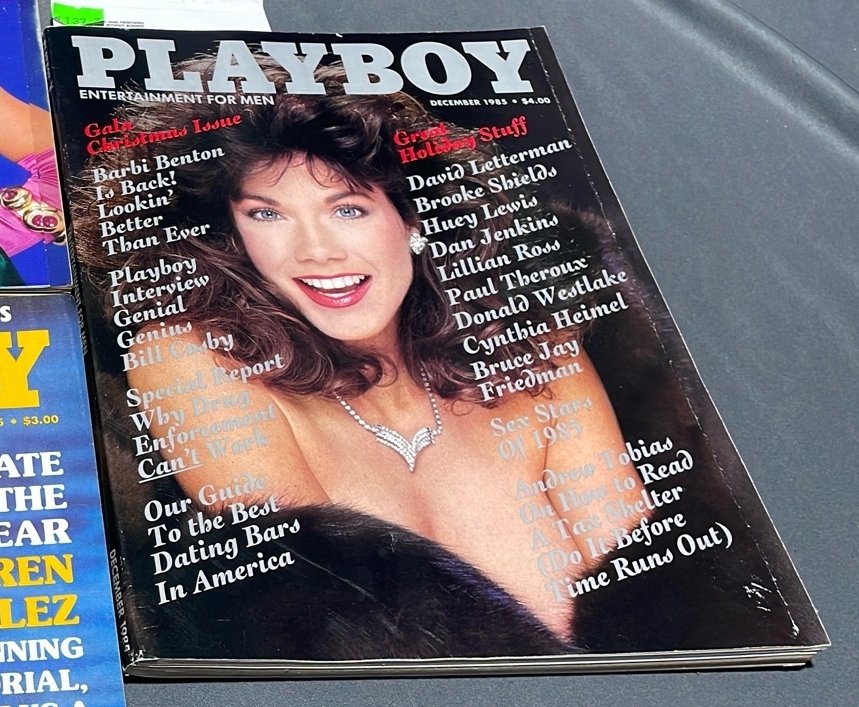 PLAYBOY
ENTERTAINMENT FOR MEN
DECEMBER 1985 • $4.00
Gala
Christmas Issue
Barbi Benton
Is Back!
Lookin'
Better
Than Ever
Playboy
Interview
Genial
Genius
Bill Cosby
Special Report
Why Drug
Enforcement
Can't Work
Our Guide
To the Best
Dating Bars
In America
Great
Holiday Stuff
David Letterman
Brooke Shields
Huey Lewis
Dan Jenkins
Lillian Ross
Paul Theroux
Donald Westlake
Cynthia Heimel
Bruce Jay
Friedman
Sex Stars
Of 1985
Andrew Tobias
On How to Read
A Tax Shelter
(Do It Before
Time Runs Out)
DECEMBER 1985
S
Y
5 • $3.00
ATE
THE
EAR
REN
LEZ
NNING
RIAL,